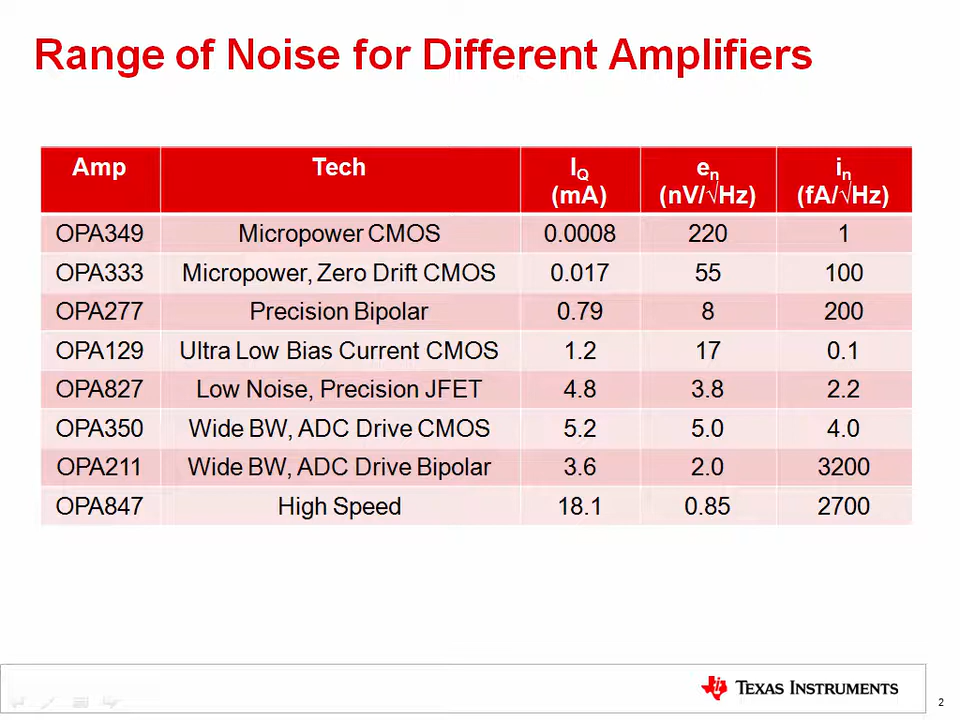 Range of Noise for Different Amplifiers
Amp Tech IQ (mA) en (nV/√Hz) in (fA/√Hz)
OPA349 Micropower CMOS 0.0008 220 1
OPA333 Micropower, Zero Drift CMOS 0.017 55 100
OPA277 Precision Bipolar 0.79 8 200
OPA129 Ultra Low Bias Current CMOS 1.2 17 0.1
OPA827 Low Noise, Precision JFET 4.8 3.8 2.2
OPA350 Wide BW, ADC Drive CMOS 5.2 5.0 4.0
OPA211 Wide BW, ADC Drive Bipolar 3.6 2.0 3200
OPA847 High Speed 18.1 0.85 2700
TEXAS INSTRUMENTS
2